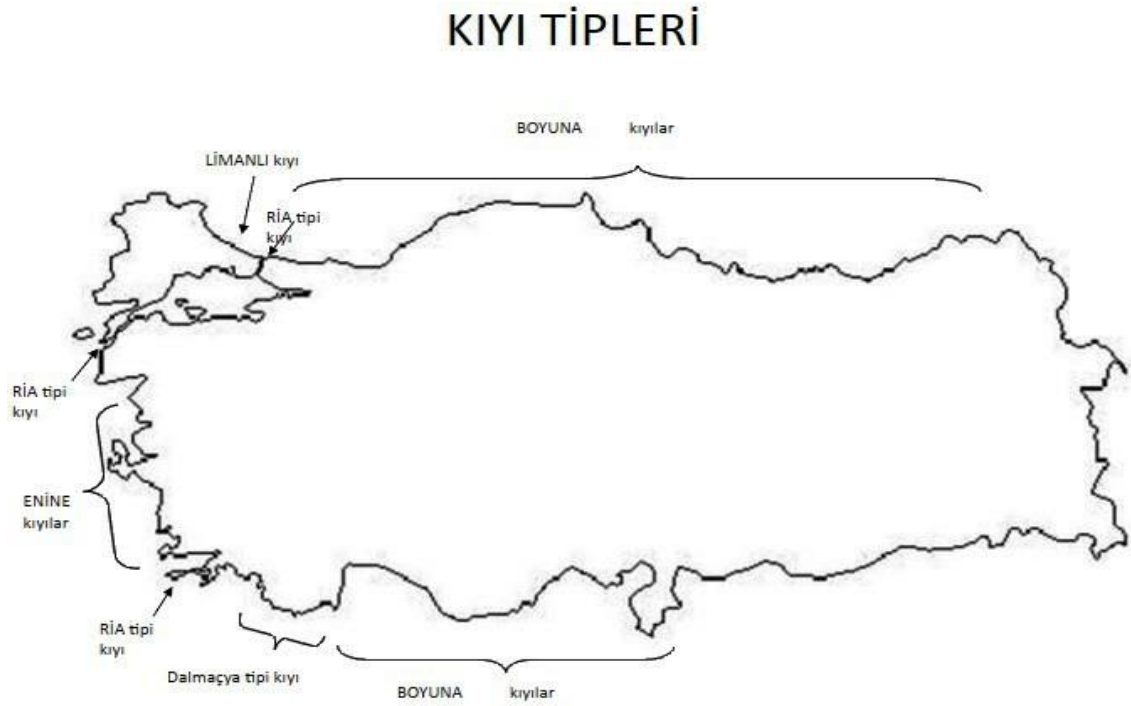 KIYI TİPLERİ
BOYUNA kıyılar
LİMANLI kıyı
RİA tipi
kıyı
RİA tipi
kıyı
ENİNE
kıyılar
RİA tipi
kıyı
Dalmaçya tipi kıyı
BOYUNA kıyılar